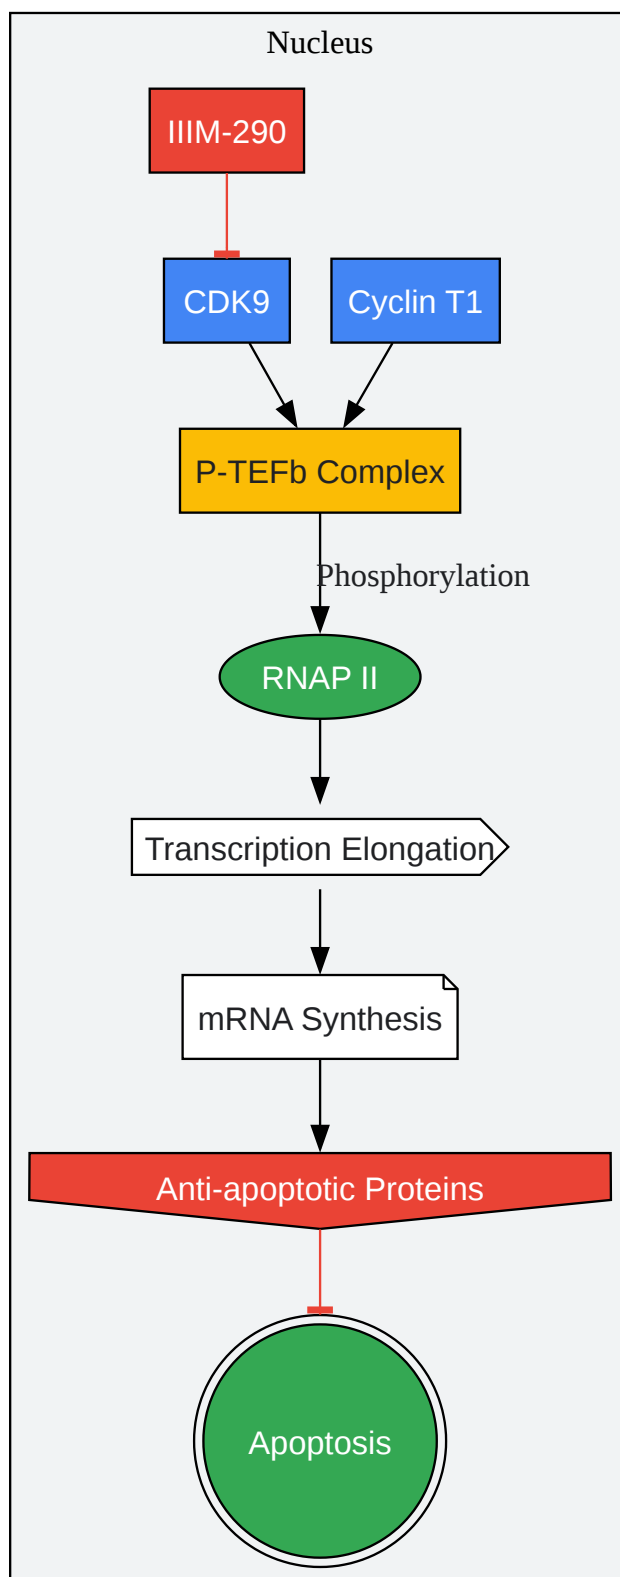 Nucleus
IIIM-290
CDK9
Cyclin T1
P-TEFb Complex
Phosphorylation
RNAP II
Transcription Elongation
mRNA Synthesis
Anti-apoptotic Proteins
Apoptosis